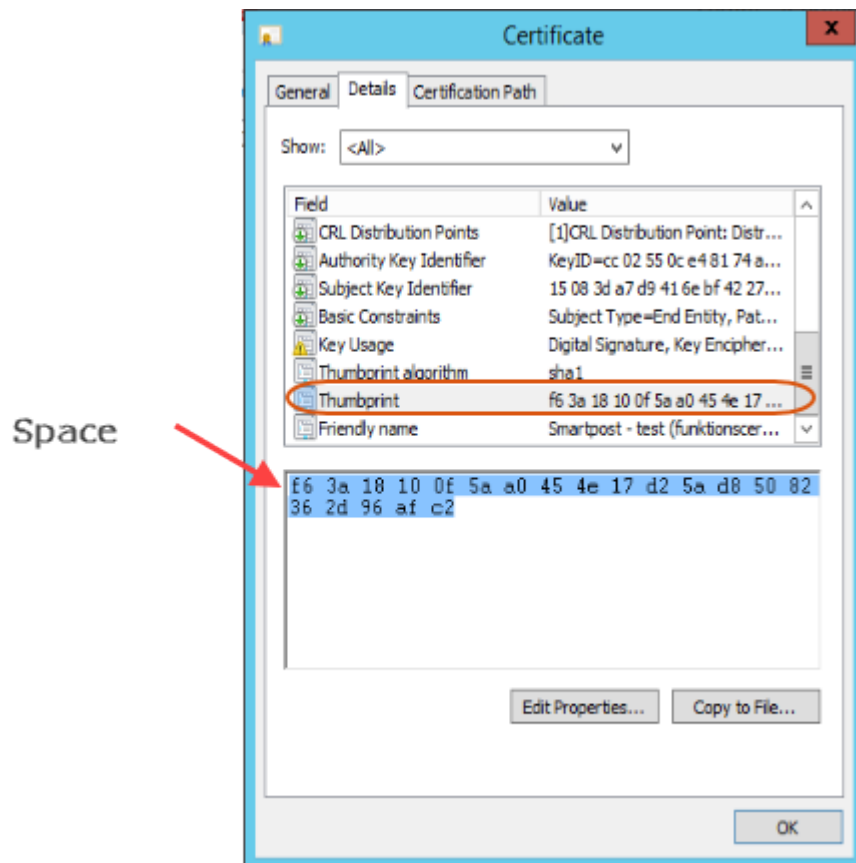 Certificate
x
General Details Certification Path
Show: <All>
Field Value
CRL Distribution Points [1]CRL Distribution Point: Distr...
Authority Key Identifier KeyID=cc 02 55 0c e4 81 74 a...
Subject Key Identifier 15 08 3d a7 d9 41 6e bf 42 27...
Basic Constraints Subject Type=End Entity, Pat...
Key Usage Digital Signature, Key Encipher...
Thumbprint algorithm sha1
Thumbprint f6 3a 18 10 0f 5a a0 45 4e 17 ...
Friendly name Smartpost - test (funktionscer...
Space
f6 3a 18 10 0f 5a a0 45 4e 17 d2 5a d8 50 82
36 2d 96 af c2
Edit Properties... Copy to File...
OK